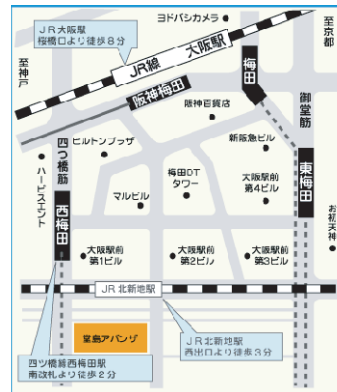 ヨドバシカメラ
至京都
JR大阪駅
桜橋口より徒歩8分
大阪駅
JR線
至神戸
梅田
阪神梅田
御堂筋
阪神百貨店
四つ橋筋
ヒルトンプラザ
新阪急ビル
ハービスエント
梅田DT
タワー
大阪駅前
第4ビル
東梅田
マルビル
西梅田
お初天神
大阪駅前
第1ビル
大阪駅前
第2ビル
大阪駅前
第3ビル
JR北新地駅
堂島アバンザ
JR北新地駅
西出口より徒歩3分
四ツ橋線西梅田駅
南改札より徒歩2分